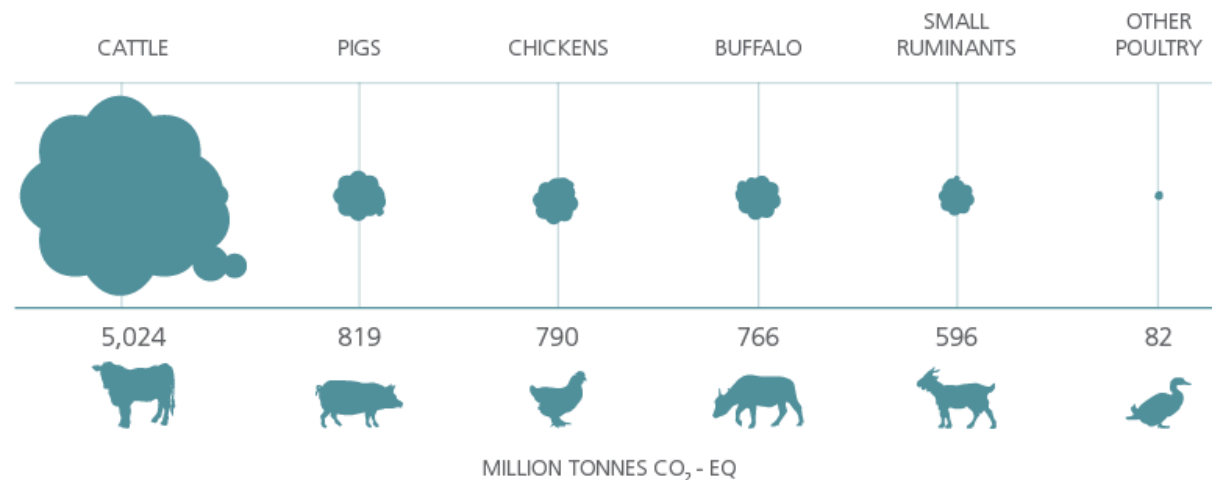 CATTLE
PIGS
CHICKENS
BUFFALO
SMALL
RUMINANTS
OTHER
POULTRY
5,024
819
790
766
596
82
MILLION TONNES CO₂ - EQ